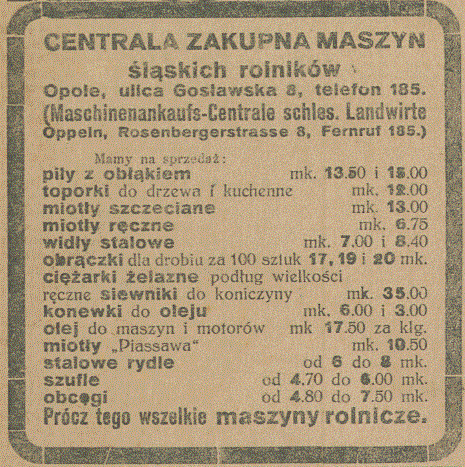 CENTRALA ZAKUPNA MASZYN
śląskich rolników
Opole, ulica Gosławska 8, telefon 185.
(Maschinenankaufs-Centrale schles. Landwirte
Oppeln, Rosenbergerstrasse 8, Fernruf 185.)
Mamy na sprzedaż:
piły z obłąkiem mk. 13.50 i 15.00
toporki do drzewa i kuchenne mk. 12.00
miotły szczeciane mk. 13.00
miotły ręczne mk. 6.75
widły stalowe mk. 7.00 i 8.40
obrączki dla drobiu za 100 sztuk 17, 19 i 20 mk.
ciężarki żelazne podług wielkości
ręczne siewniki do koniczyny mk. 35.00
konewki do oleju mk. 6.00 i 3.00
olej do maszyn i motorów mk 17.50 za klg.
miotły „Piassawa“ mk. 10.50
stalowe rydle od 6 do 8 mk.
szufle od 4.70 do 6.00 mk.
obcęgi od 4.80 do 7.50 mk.
Prócz tego wszelkie maszyny rolnicze.